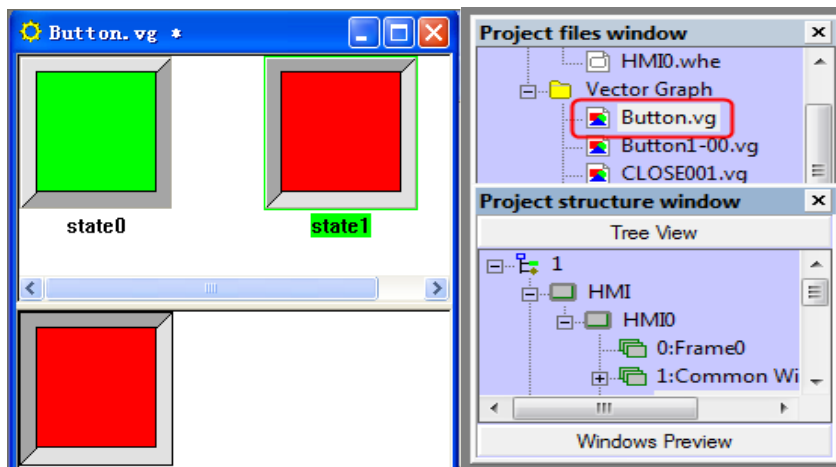 Button.vg *
state0
state1
Project files window
HMI0.whe
Vector Graph
Button.vg
Button1-00.vg
CLOSE001.vg
Project structure window
Tree View
1
HMI
HMI0
0:Frame0
1:Common Wi
Windows Preview